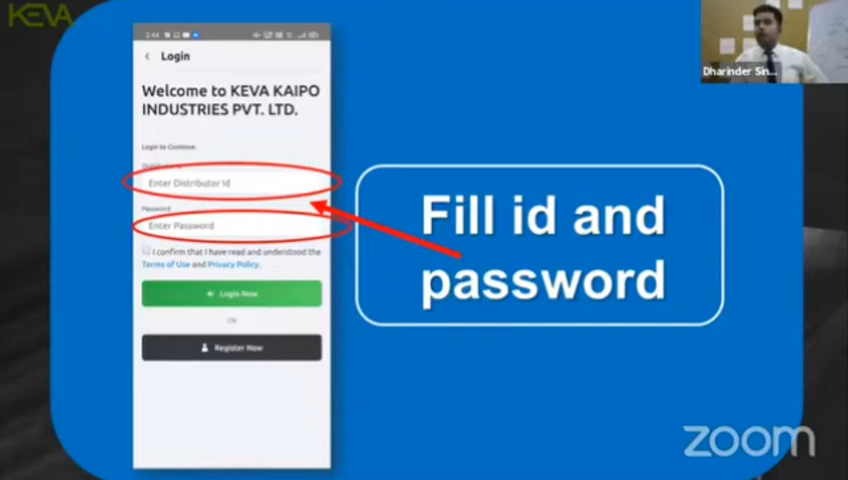 KEVA
2:44
Login
Welcome to KEVA KAIPO
INDUSTRIES PVT. LTD.
Login to Continue
Enter Distributor Id
Password
Enter Password
I confirm that I have read and understood the
Terms of Use and Privacy Policy.
Login Now
OR
Register Now
Fill id and
password
Dharinder Sin...
zoom